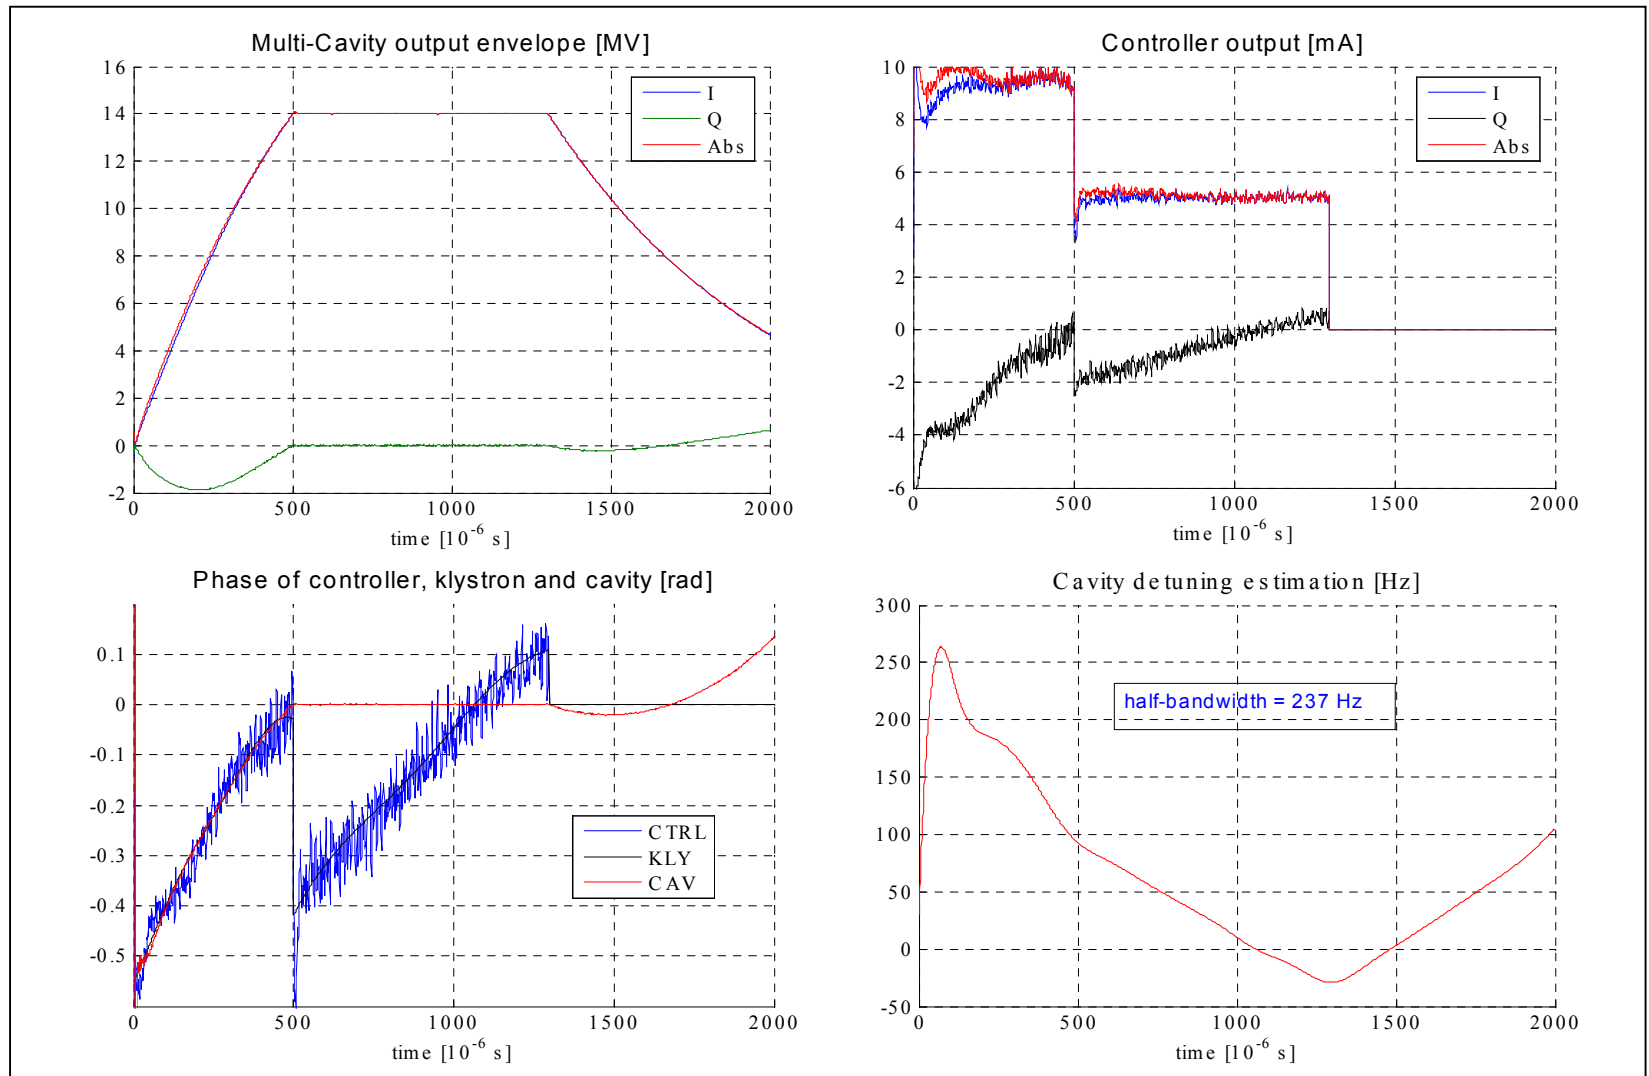 Multi-Cavity output envelope [MV]
16
14
12
10
8
6
4
2
0
-2
I
Q
Abs
0 500 1000 1500 2000
time [10^-6 s]
Controller output [mA]
10
8
6
4
2
0
-2
-4
-6
I
Q
Abs
0 500 1000 1500 2000
time [10^-6 s]
Phase of controller, klystron and cavity [rad]
0.1
0
-0.1
-0.2
-0.3
-0.4
-0.5
CTRL
KLY
CAV
0 500 1000 1500 2000
time [10^-6 s]
Cavity detuning estimation [Hz]
300
250
200
150
100
50
0
-50
half-bandwidth = 237 Hz
0 500 1000 1500 2000
time [10^-6 s]